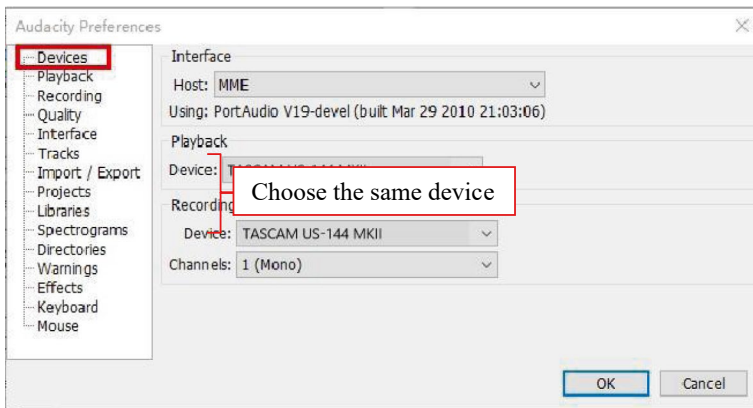 Audacity Preferences
Devices
Playback
Recording
Quality
Interface
Tracks
Import / Export
Projects
Libraries
Spectrograms
Directories
Warnings
Effects
Keyboard
Mouse
Interface
Host: MME
Using: PortAudio V19-devel (built Mar 29 2010 21:03:06)
Playback
Device:
Choose the same device
Recording
Device: TASCAM US-144 MKII
Channels: 1 (Mono)
OK Cancel